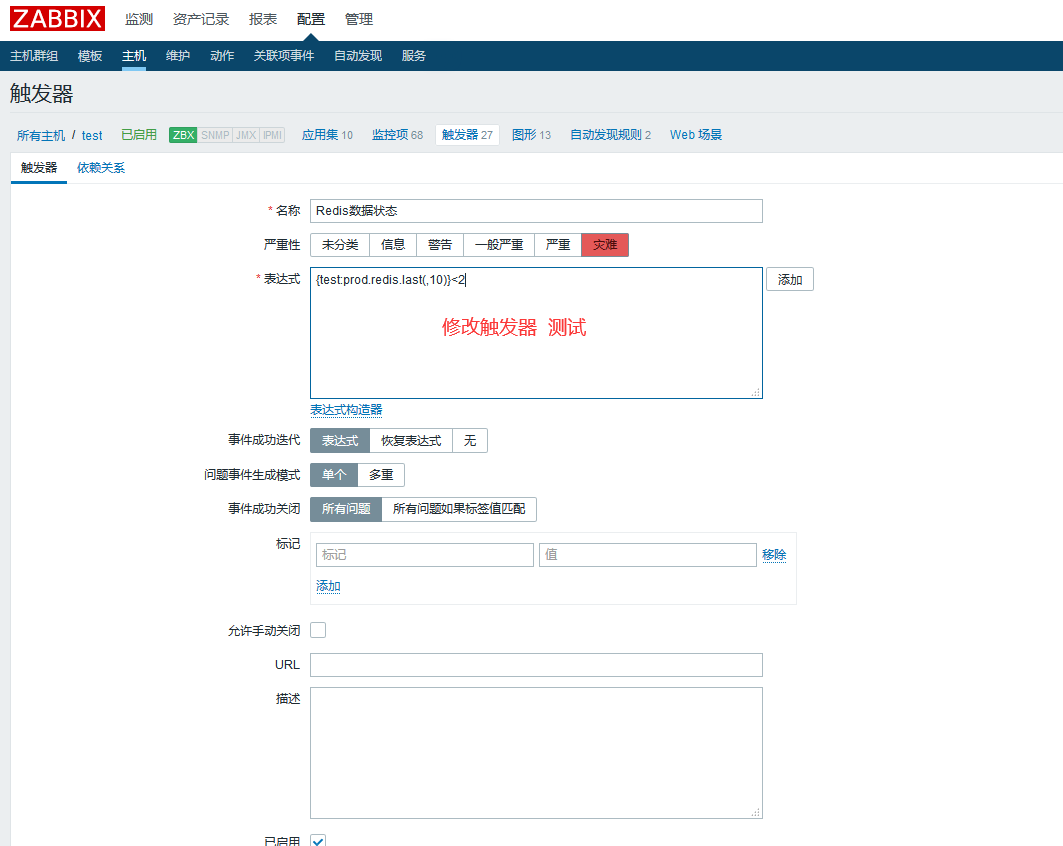 ZABBIX 监测 资产记录 报表 配置 管理
主机群组 模板 主机 维护 动作 关联项事件 自动发现 服务
触发器
所有主机 / test 已启用 ZBX SNMP JMX IPMI 应用集 10 监控项 68 触发器 27 图形 13 自动发现规则 2 Web 场景
触发器 依赖关系
* 名称 Redis数据状态
严重性 未分类 信息 警告 一般严重 严重 灾难
* 表达式 {test:prod.redis.last(,10)}<2 添加
修改触发器 测试
表达式构造器
事件成功迭代 表达式 恢复表达式 无
问题事件生成模式 单个 多重
事件成功关闭 所有问题 所有问题如果标签值匹配
标记 标记 值 移除
添加
允许手动关闭
URL
描述
已启用